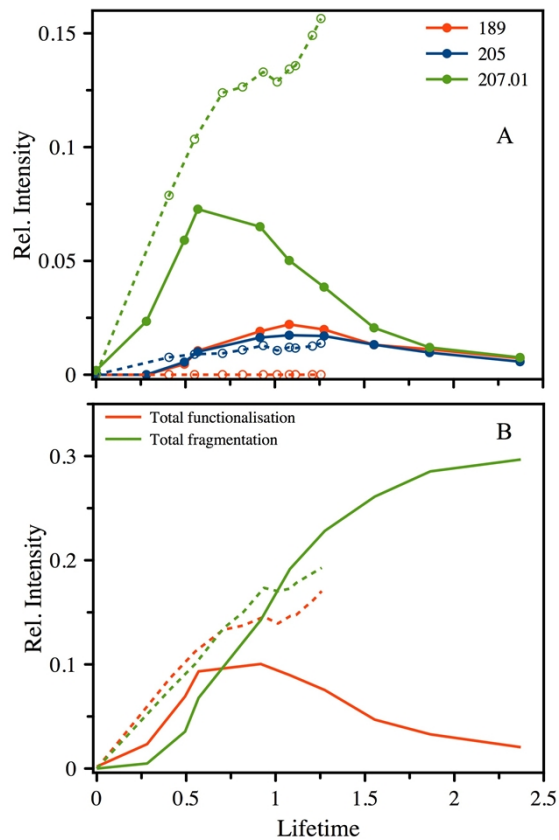 0.15
189
205
207.01
A
0.1
Rel. Intensity
0.05
0
Total functionalisation
Total fragmentation
B
0.3
0.2
Rel. Intensity
0.1
0
0 0.5 1 1.5 2 2.5
Lifetime